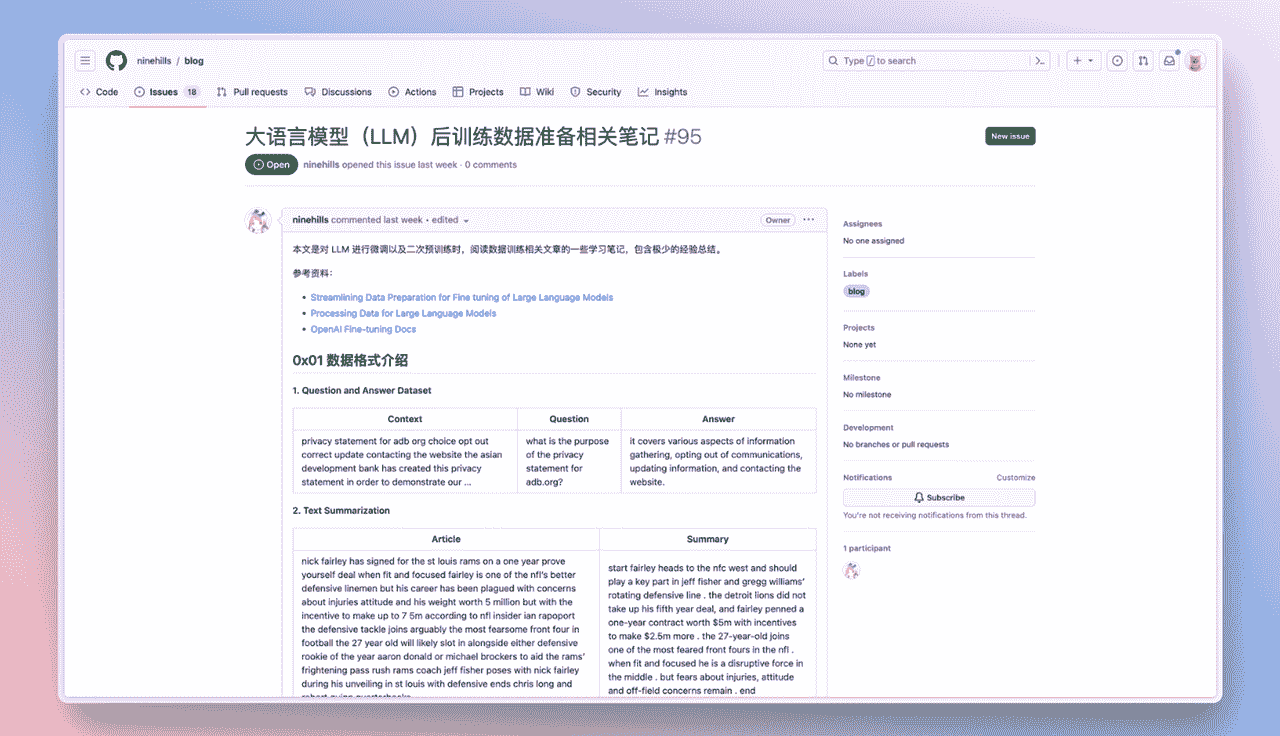 ninehills / blog
Type / to search
Code
Issues 18
Pull requests
Discussions
Actions
Projects
Wiki
Security
Insights
大语言模型（LLM）后训练数据准备相关笔记 #95
New issue
Open
ninehills opened this issue last week · 0 comments
ninehills commented last week • edited
Owner
本文是对 LLM 进行微调以及二次预训练时，阅读数据训练相关文章的一些学习笔记，包含极少的经验总结。
参考资料：
• Streamlining Data Preparation for Fine tuning of Large Language Models
• Processing Data for Large Language Models
• OpenAI Fine-tuning Docs
0x01 数据格式介绍
1. Question and Answer Dataset
Context
Question
Answer
privacy statement for adb org choice opt out
correct update contacting the website the asian
development bank has created this privacy
statement in order to demonstrate our ...
what is the purpose
of the privacy
statement for
adb.org?
it covers various aspects of information
gathering, opting out of communications,
updating information, and contacting the
website.
2. Text Summarization
Article
Summary
nick fairley has signed for the st louis rams on a one year prove
yourself deal when fit and focused fairley is one of the nfl's better
defensive linemen but his career has been plagued with concerns
about injuries attitude and his weight worth 5 million but with the
incentive to make up to 7 5m according to nfl insider ian rapoport
the defensive tackle joins arguably the most fearsome front four in
football the 27 year old will likely slot in alongside either defensive
rookie of the year aaron donald or michael brockers to aid the rams'
frightening pass rush rams coach jeff fisher poses with nick fairley
during his unveiling in st louis with defensive ends chris long and
robert quinn quarterbacks
start fairley heads to the nfc west and should
play a key part in jeff fisher and gregg williams'
rotating defensive line . the detroit lions did not
take up his fifth year deal, and fairley penned a
one-year contract worth $5m with incentives
to make $2.5m more . the 27-year-old joins
one of the most feared front fours in the nfl .
when fit and focused he is a disruptive force in
the middle . but fears about injuries, attitude
and off-field concerns remain . end
Assignees
No one assigned
Labels
blog
Projects
None yet
Milestone
No milestone
Development
No branches or pull requests
Notifications
Customize
Subscribe
You're not receiving notifications from this thread.
1 participant